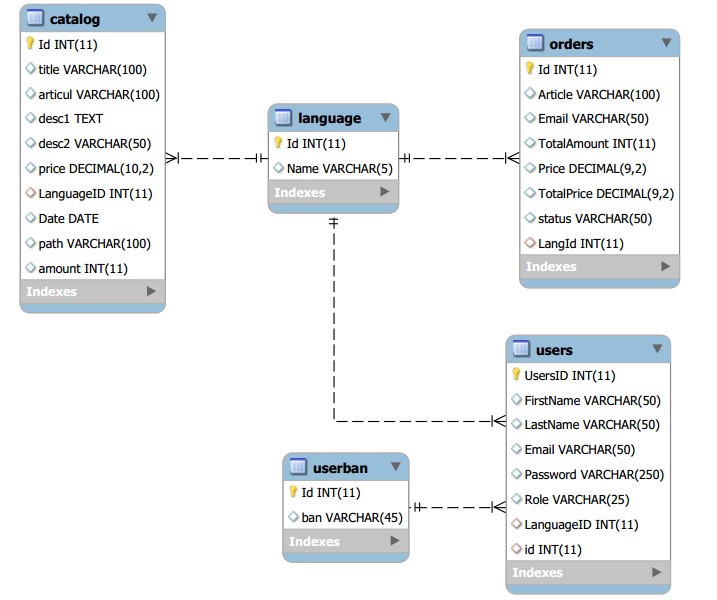 catalog
Id INT(11)
title VARCHAR(100)
articul VARCHAR(100)
desc1 TEXT
desc2 VARCHAR(50)
price DECIMAL(10,2)
LanguageID INT(11)
Date DATE
path VARCHAR(100)
amount INT(11)
Indexes
language
Id INT(11)
Name VARCHAR(5)
Indexes
orders
Id INT(11)
Article VARCHAR(100)
Email VARCHAR(50)
TotalAmount INT(11)
Price DECIMAL(9,2)
TotalPrice DECIMAL(9,2)
status VARCHAR(50)
LangId INT(11)
Indexes
userban
Id INT(11)
ban VARCHAR(45)
Indexes
users
UsersID INT(11)
FirstName VARCHAR(50)
LastName VARCHAR(50)
Email VARCHAR(50)
Password VARCHAR(250)
Role VARCHAR(25)
LanguageID INT(11)
id INT(11)
Indexes